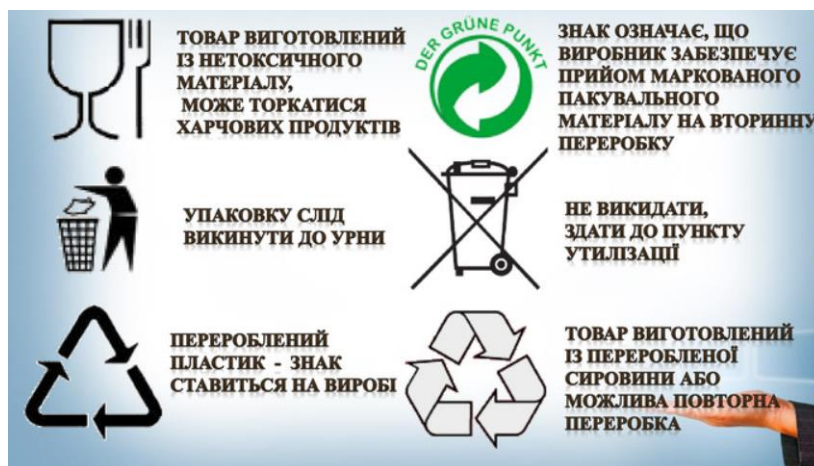 ТОВАР ВИГОТОВЛЕНИЙ
ІЗ НЕТОКСИЧНОГО
МАТЕРІАЛУ,
МОЖЕ ТОРКАТИСЯ
ХАРЧОВИХ ПРОДУКТІВ
DER GRÜNE PUNKT
ЗНАК ОЗНАЧАЄ, ЩО
ВИРОБНИК ЗАБЕЗПЕЧУЄ
ПРИЙОМ МАРКОВАНОГО
ПАКУВАЛЬНОГО
МАТЕРІАЛУ НА ВТОРИННУ
ПЕРЕРОБКУ
УПАКОВКУ СЛІД
ВИКИНУТИ ДО УРНИ
НЕ ВИКИДАТИ,
ЗДАТИ ДО ПУНКТУ
УТИЛІЗАЦІЇ
ПЕРЕРОБЛЕНИЙ
ПЛАСТИК - ЗНАК
СТАВИТЬСЯ НА ВИРОБІ
ТОВАР ВИГОТОВЛЕНИЙ
ІЗ ПЕРЕРОБЛЕНОЇ
СИРОВИНИ АБО
МОЖЛИВА ПОВТОРНА
ПЕРЕРОБКА